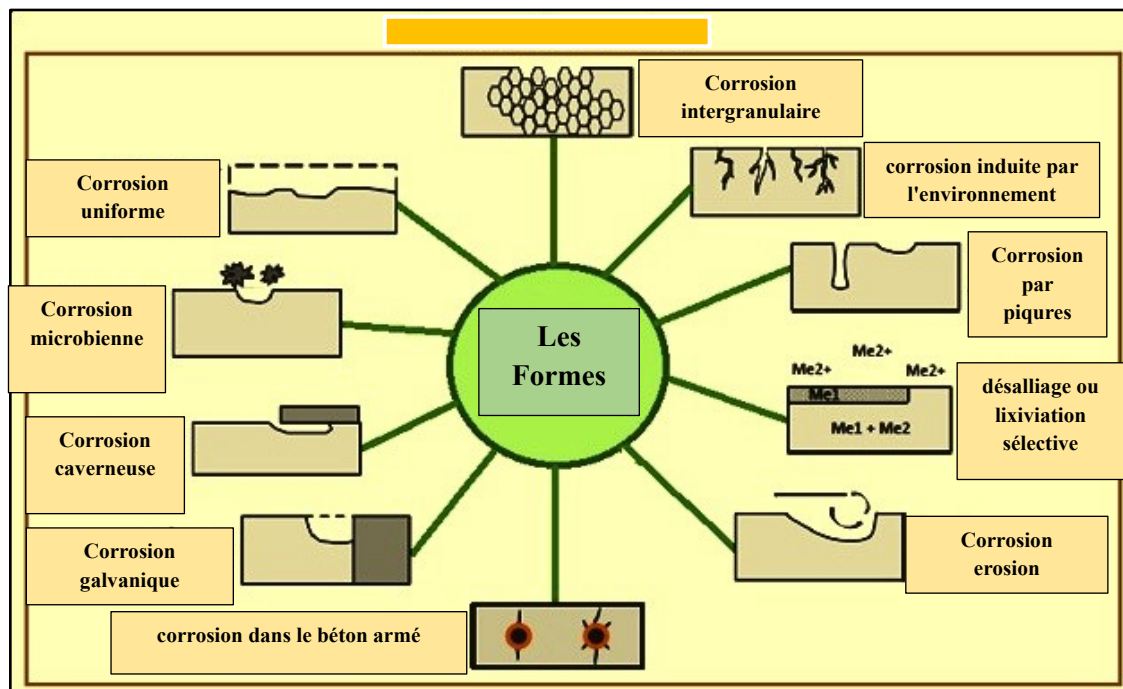 Corrosion
intergranulaire
corrosion induite par
l'environnement
Corrosion
uniforme
Corrosion
par
piqures
Corrosion
microbienne
Les
Formes
Me2+
Me2+
Me2+
Me1
Me1 + Me2
désalliage ou
lixiviation
sélective
Corrosion
caverneuse
Corrosion
galvanique
Corrosion
erosion
corrosion dans le béton armé